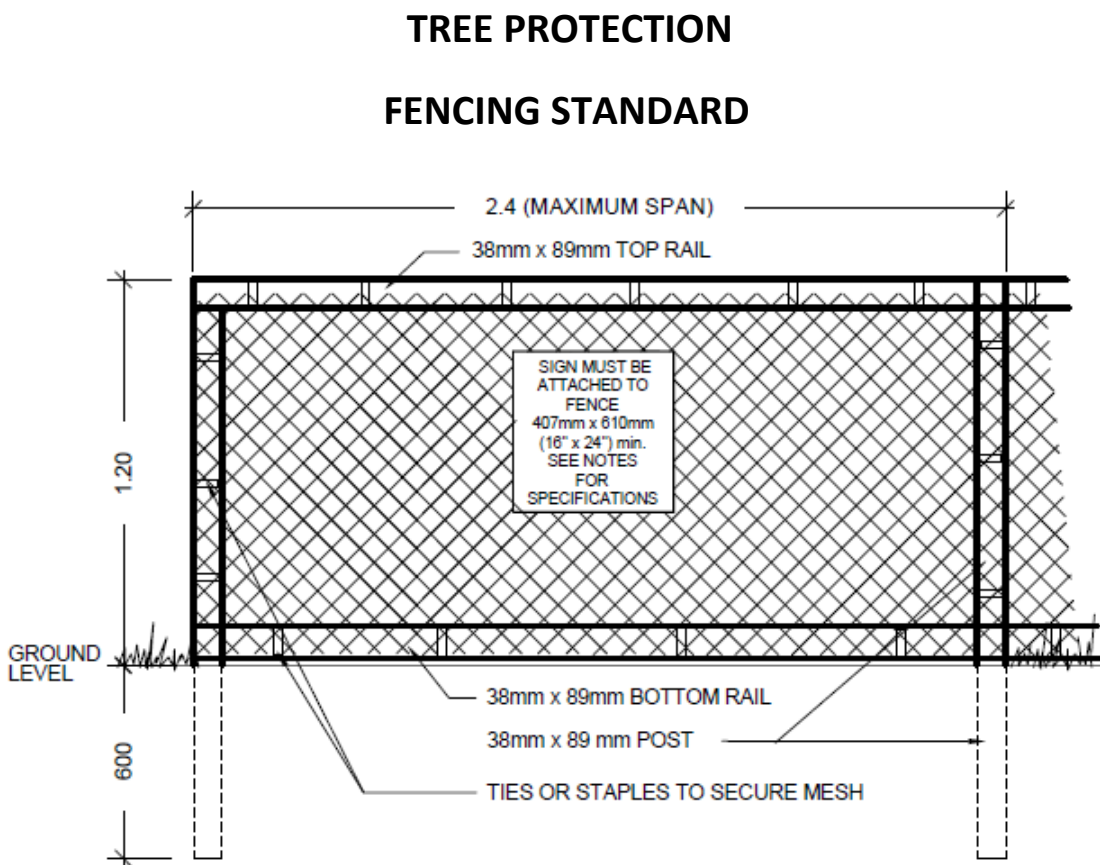 TREE PROTECTION
FENCING STANDARD
2.4 (MAXIMUM SPAN)
38mm x 89mm TOP RAIL
SIGN MUST BE
ATTACHED TO
FENCE
407mm x 610mm
(16" x 24") min.
SEE NOTES
FOR
SPECIFICATIONS
1.20
GROUND
LEVEL
38mm x 89mm BOTTOM RAIL
38mm x 89 mm POST
600
TIES OR STAPLES TO SECURE MESH